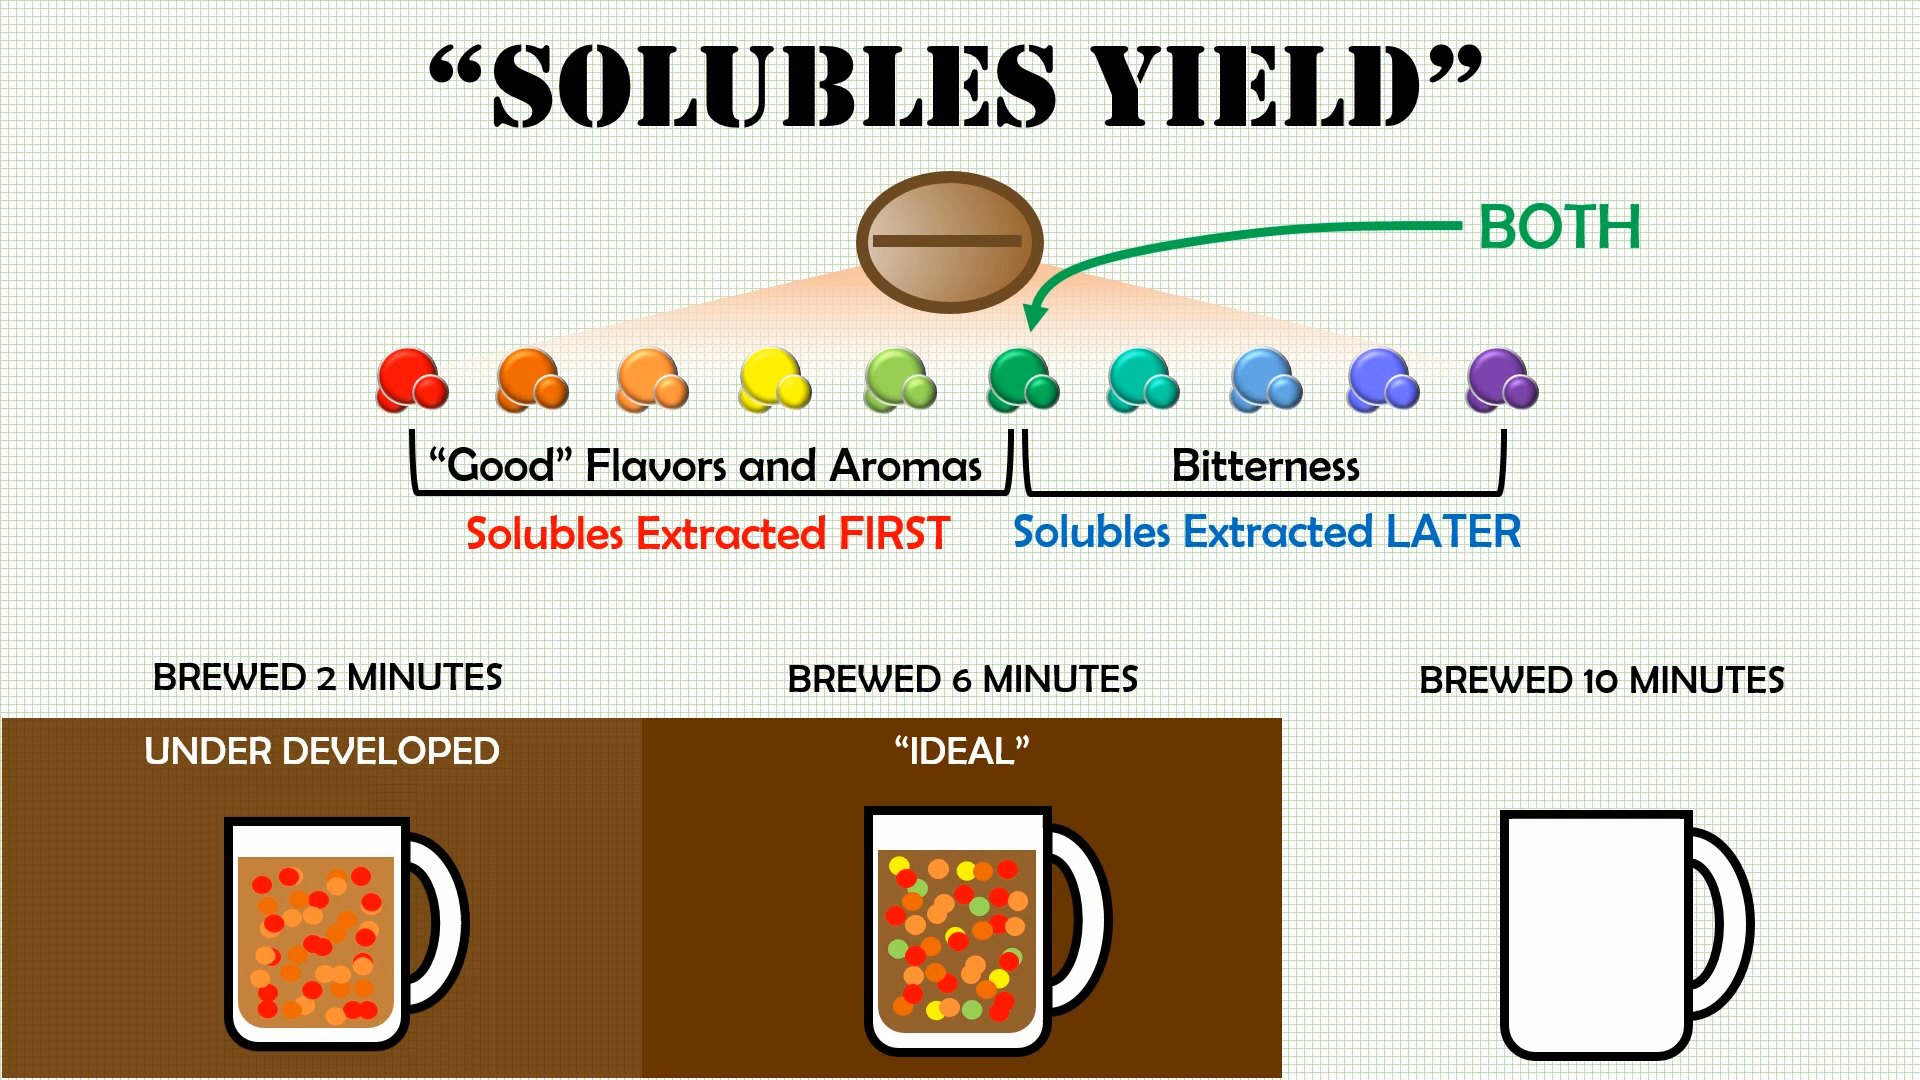 “SOLUBLES YIELD”
BOTH
“Good” Flavors and Aromas
Bitterness
Solubles Extracted FIRST
Solubles Extracted LATER
BREWED 2 MINUTES
BREWED 6 MINUTES
BREWED 10 MINUTES
UNDER DEVELOPED
“IDEAL”